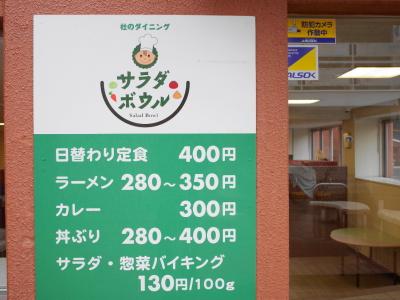 杜のダイニング
サラダ
ボウル
Salad Bowl
日替わり定食 400円
ラーメン 280～350円
カレー 300円
丼ぶり 280～400円
サラダ・惣菜バイキング
130円/100g
防犯カメラ
作動中
ALSOK
ALSOK